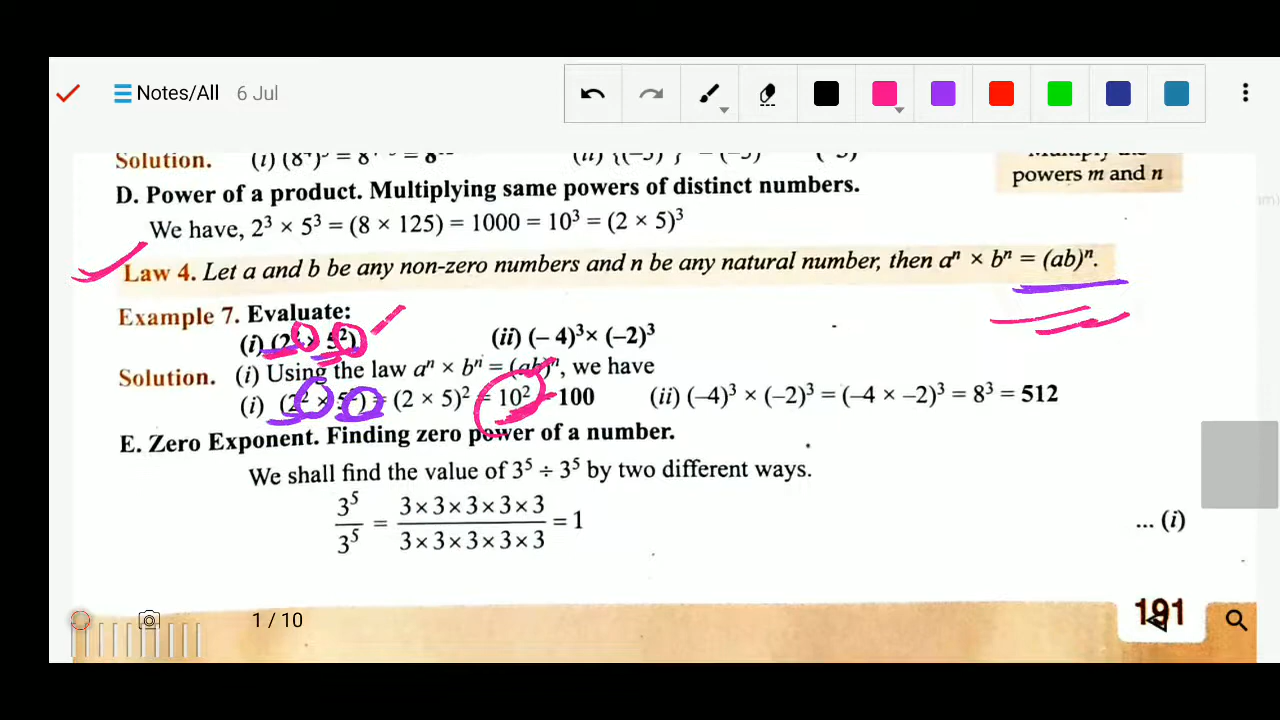 Notes/All 6 Jul
Solution.
powers m and n
D. Power of a product. Multiplying same powers of distinct numbers.
We have, 2³ × 5³ = (8 × 125) = 1000 = 10³ = (2 × 5)³
Law 4. Let a and b be any non-zero numbers and n be any natural number, then aⁿ × bⁿ = (ab)ⁿ.
Example 7. Evaluate:
(i) (2² × 5²) (ii) (– 4)³× (–2)³
Solution. (i) Using the law aⁿ × bⁿ = (ab)ⁿ, we have
(i) (2² × 5²) = (2 × 5)² = 10² = 100 (ii) (–4)³ × (–2)³ = (–4 × –2)³ = 8³ = 512
E. Zero Exponent. Finding zero power of a number.
We shall find the value of 3⁵ ÷ 3⁵ by two different ways.
3⁵ / 3⁵ = 3×3×3×3×3 / 3×3×3×3×3 = 1 ... (i)
1 / 10
191